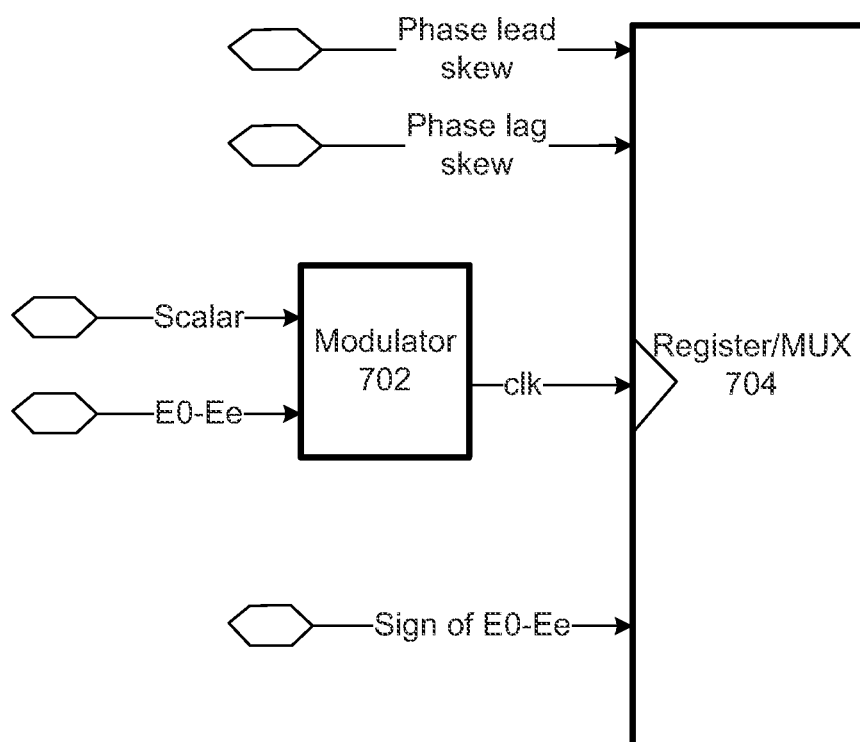 Phase lead
skew
Phase lag
skew
Scalar
Modulator
702
E0-Ee
clk
Register/MUX
704
Sign of E0-Ee